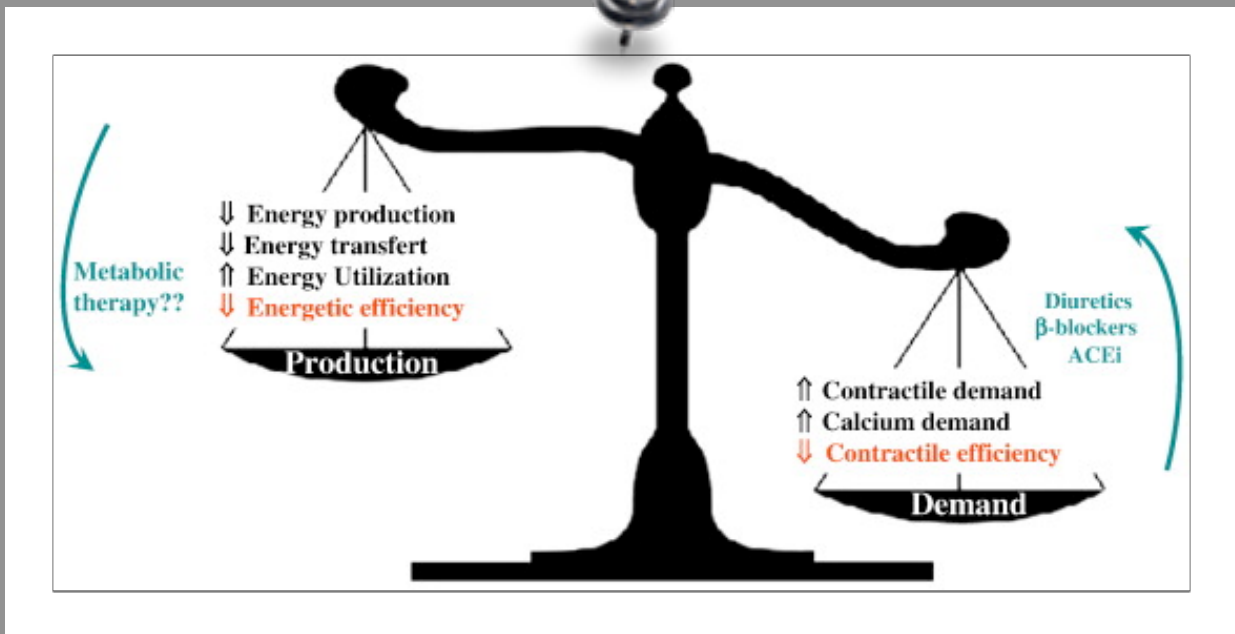 ⇓ Energy production
⇓ Energy transfert
⇑ Energy Utilization
⇓ Energetic efficiency
Production
Metabolic
therapy??
Diuretics
β-blockers
ACEi
⇑ Contractile demand
⇑ Calcium demand
⇓ Contractile efficiency
Demand